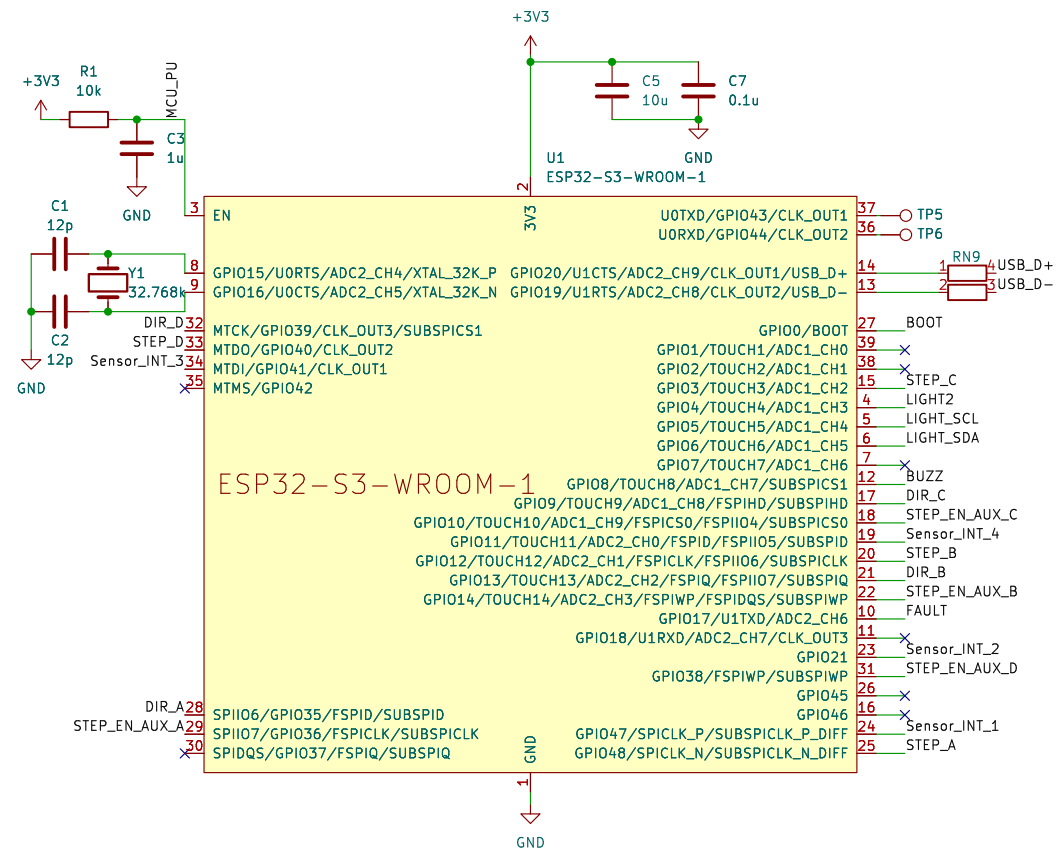 +3V3
+3V3
R1
10k
MCU_PU
C3
1u
GND
C5
10u
C7
0.1u
GND
U1
ESP32-S3-WROOM-1
C1
12p
Y1
32.768k
C2
12p
GND
3 EN
2 3V3
8 GPIO15/U0RTS/ADC2_CH4/XTAL_32K_P
9 GPIO16/U0CTS/ADC2_CH5/XTAL_32K_N
DIR_D 32 MTCK/GPIO39/CLK_OUT3/SUBSPICS1
STEP_D 33 MTDO/GPIO40/CLK_OUT2
Sensor_INT_3 34 MTDI/GPIO41/CLK_OUT1
35 MTMS/GPIO42
ESP32-S3-WROOM-1
DIR_A 28 SPIIO6/GPIO35/FSPID/SUBSPID
STEP_EN_AUX_A 29 SPIIO7/GPIO36/FSPICLK/SUBSPICLK
30 SPIDQS/GPIO37/FSPIQ/SUBSPIQ
U0TXD/GPIO43/CLK_OUT1 37 TP5
U0RXD/GPIO44/CLK_OUT2 36 TP6
RN9
GPIO20/U1CTS/ADC2_CH9/CLK_OUT1/USB_D+ 14 1 4 USB_D+
GPIO19/U1RTS/ADC2_CH8/CLK_OUT2/USB_D- 13 2 3 USB_D-
GPIO0/BOOT 27 BOOT
GPIO1/TOUCH1/ADC1_CH0 39
GPIO2/TOUCH2/ADC1_CH1 38
GPIO3/TOUCH3/ADC1_CH2 15 STEP_C
GPIO4/TOUCH4/ADC1_CH3 4 LIGHT2
GPIO5/TOUCH5/ADC1_CH4 5 LIGHT_SCL
GPIO6/TOUCH6/ADC1_CH5 6 LIGHT_SDA
GPIO7/TOUCH7/ADC1_CH6 7
GPIO8/TOUCH8/ADC1_CH7/SUBSPICS1 12 BUZZ
GPIO9/TOUCH9/ADC1_CH8/FSPIHD/SUBSPIHD 17 DIR_C
GPIO10/TOUCH10/ADC1_CH9/FSPICS0/FSPIIO4/SUBSPICS0 18 STEP_EN_AUX_C
GPIO11/TOUCH11/ADC2_CH0/FSPID/FSPIIO5/SUBSPID 19 Sensor_INT_4
GPIO12/TOUCH12/ADC2_CH1/FSPICLK/FSPIIO6/SUBSPICLK 20 STEP_B
GPIO13/TOUCH13/ADC2_CH2/FSPIQ/FSPIIO7/SUBSPIQ 21 DIR_B
GPIO14/TOUCH14/ADC2_CH3/FSPIWP/FSPIDQS/SUBSPIWP 22 STEP_EN_AUX_B
GPIO17/U1TXD/ADC2_CH6 10 FAULT
GPIO18/U1RXD/ADC2_CH7/CLK_OUT3 11
GPIO21 23 Sensor_INT_2
GPIO38/FSPIWP/SUBSPIWP 31 STEP_EN_AUX_D
GPIO45 26
GPIO46 16
GPIO47/SPICLK_P/SUBSPICLK_P_DIFF 24 Sensor_INT_1
GPIO48/SPICLK_N/SUBSPICLK_N_DIFF 25 STEP_A
GND 1
GND